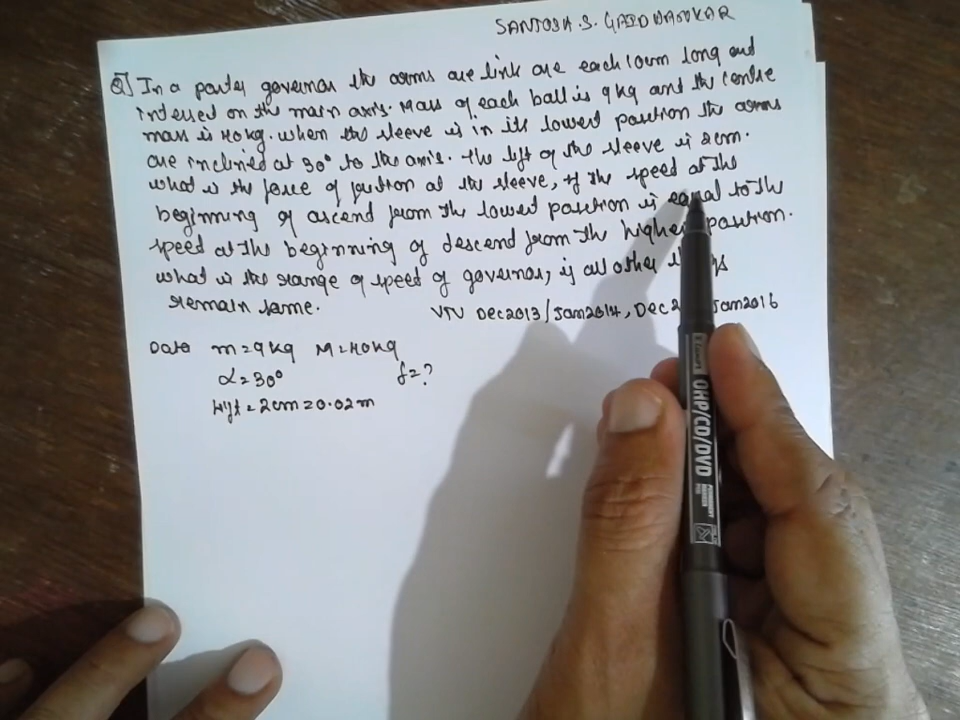 SANTOSH.S. GAIDHANKAR
Q] In a porter governor the arms are link are each 10cm long and
intersect on the main axis. Mass of each ball is 9kg and the centre
mass is 40kg. when the sleeve is in its lowest position the arms
are inclined at 30° to the axis. The lift of the sleeve is 2cm.
what is the force of friction at the sleeve, if the speed at the
beginning of ascend from the lowest position is equal to the
speed at the beginning of descend from the highest position.
what is the range of speed of governor, if all other
remain same.
VTU Dec2013/Jan2014, Dec Jan2016
Data m=9kg M=40kg
α=30° f=?
Lift=2cm=0.02m
OHP/CD/DVD